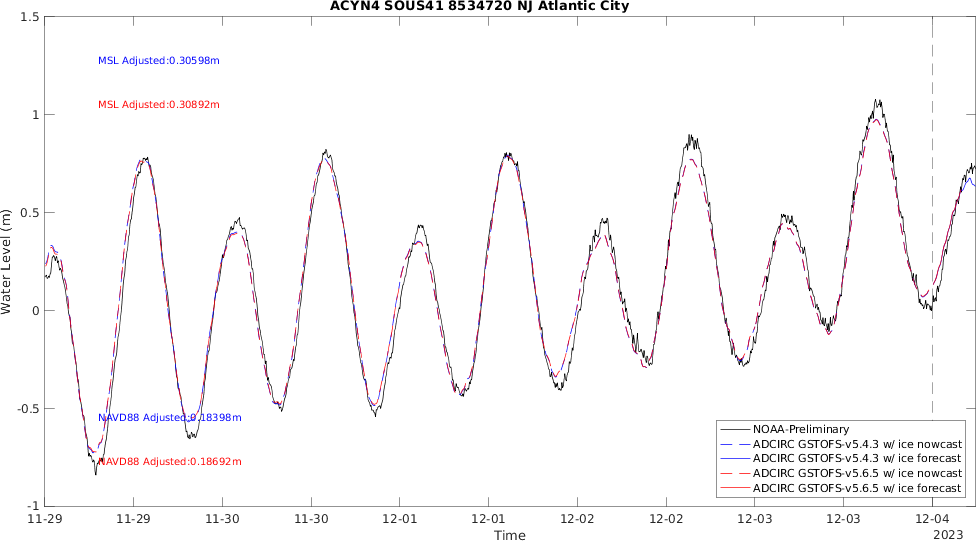 ACYN4 SOUS41 8534720 NJ Atlantic City
1.5
MSL Adjusted:0.30598m
MSL Adjusted:0.30892m
1
0.5
Water Level (m)
0
-0.5
NAVD88 Adjusted:0.18398m
NAVD88 Adjusted:0.18692m
-1
NOAA-Preliminary
ADCIRC GSTOFS-v5.4.3 w/ ice nowcast
ADCIRC GSTOFS-v5.4.3 w/ ice forecast
ADCIRC GSTOFS-v5.6.5 w/ ice nowcast
ADCIRC GSTOFS-v5.6.5 w/ ice forecast
11-29 11-29 11-30 11-30 12-01 12-01 12-02 12-02 12-03 12-03 12-04
Time
2023